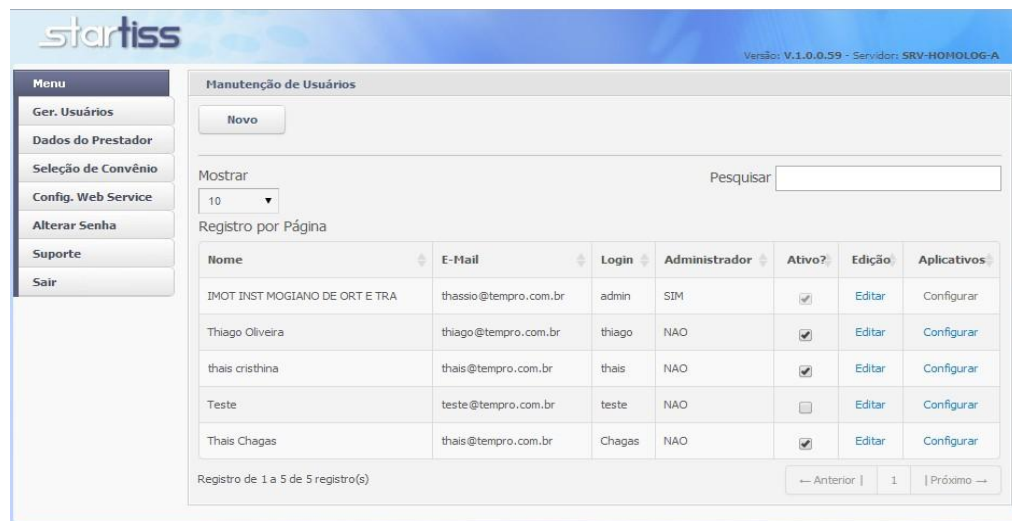 startiss
Versão: V.1.0.0.59 - Servidor: SRV-HOMOLOG-A
Menu
Ger. Usuários
Dados do Prestador
Seleção de Convênio
Config. Web Service
Alterar Senha
Suporte
Sair
Manutenção de Usuários
Novo
Mostrar
10
Registro por Página
Pesquisar
Nome E-Mail Login Administrador Ativo? Edição Aplicativos
IMOT INST MOGIANO DE ORT E TRA thassio@tempro.com.br admin SIM Editar Configurar
Thiago Oliveira thiago@tempro.com.br thiago NAO Editar Configurar
thais cristhina thais@tempro.com.br thais NAO Editar Configurar
Teste teste@tempro.com.br teste NAO Editar Configurar
Thais Chagas thais@tempro.com.br Chagas NAO Editar Configurar
Registro de 1 a 5 de 5 registro(s)
← Anterior | 1 | Próximo →